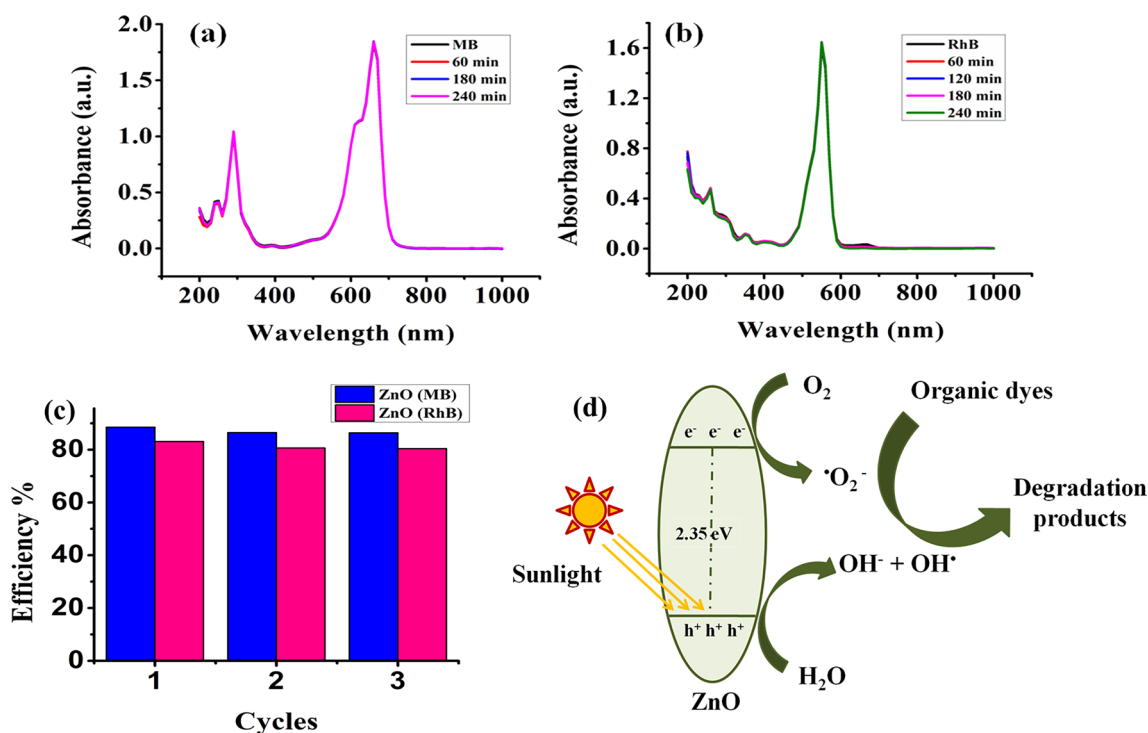 (a)
MB
60 min
180 min
240 min
Absorbance (a.u.)
2.0
1.5
1.0
0.5
0.0
200 400 600 800 1000
Wavelength (nm)
(b)
RhB
60 min
120 min
180 min
240 min
Absorbance (a.u.)
1.6
1.2
0.8
0.4
0.0
200 400 600 800 1000
Wavelength (nm)
(c)
ZnO (MB)
ZnO (RhB)
Efficiency %
80
60
40
20
0
1 2 3
Cycles
(d)
O₂
Organic dyes
e⁻ e⁻ e⁻
•O₂⁻
Degradation
products
2.35 eV
Sunlight
OH⁻ + OH•
h⁺ h⁺ h⁺
H₂O
ZnO